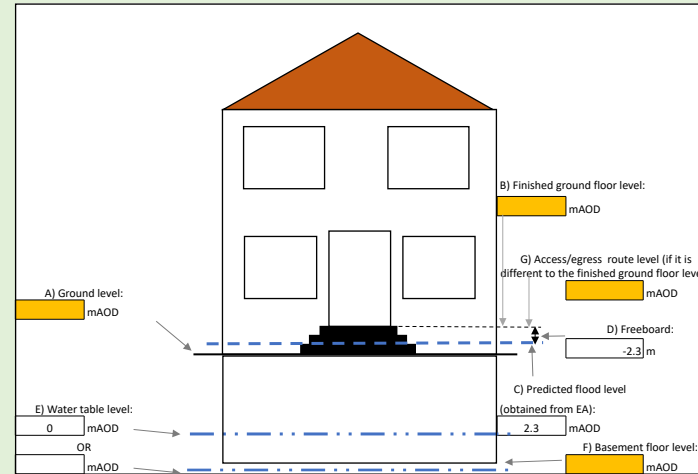 B) Finished ground floor level:
mAOD
G) Access/egress route level (if it is
different to the finished ground floor leve
mAOD
A) Ground level:
mAOD
D) Freeboard:
-2.3 m
C) Predicted flood level
(obtained from EA):
2.3 mAOD
E) Water table level:
0 mAOD
OR
mAOD
F) Basement floor level:
mAOD